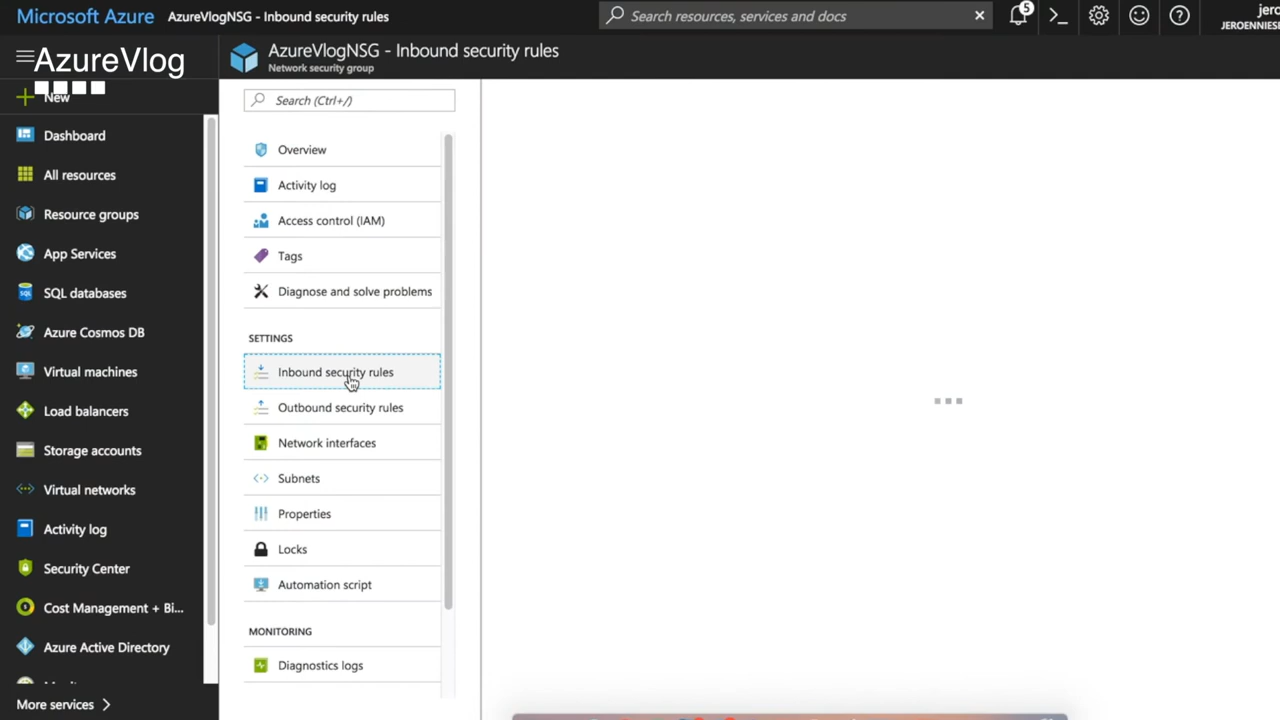 Microsoft Azure AzureVlogNSG - Inbound security rules
Search resources, services and docs
5
jero
JEROENNIES
AzureVlog
New
Dashboard
All resources
Resource groups
App Services
SQL databases
Azure Cosmos DB
Virtual machines
Load balancers
Storage accounts
Virtual networks
Activity log
Security Center
Cost Management + Bi...
Azure Active Directory
More services
AzureVlogNSG - Inbound security rules
Network security group
Search (Ctrl+/)
Overview
Activity log
Access control (IAM)
Tags
Diagnose and solve problems
SETTINGS
Inbound security rules
Outbound security rules
Network interfaces
Subnets
Properties
Locks
Automation script
MONITORING
Diagnostics logs